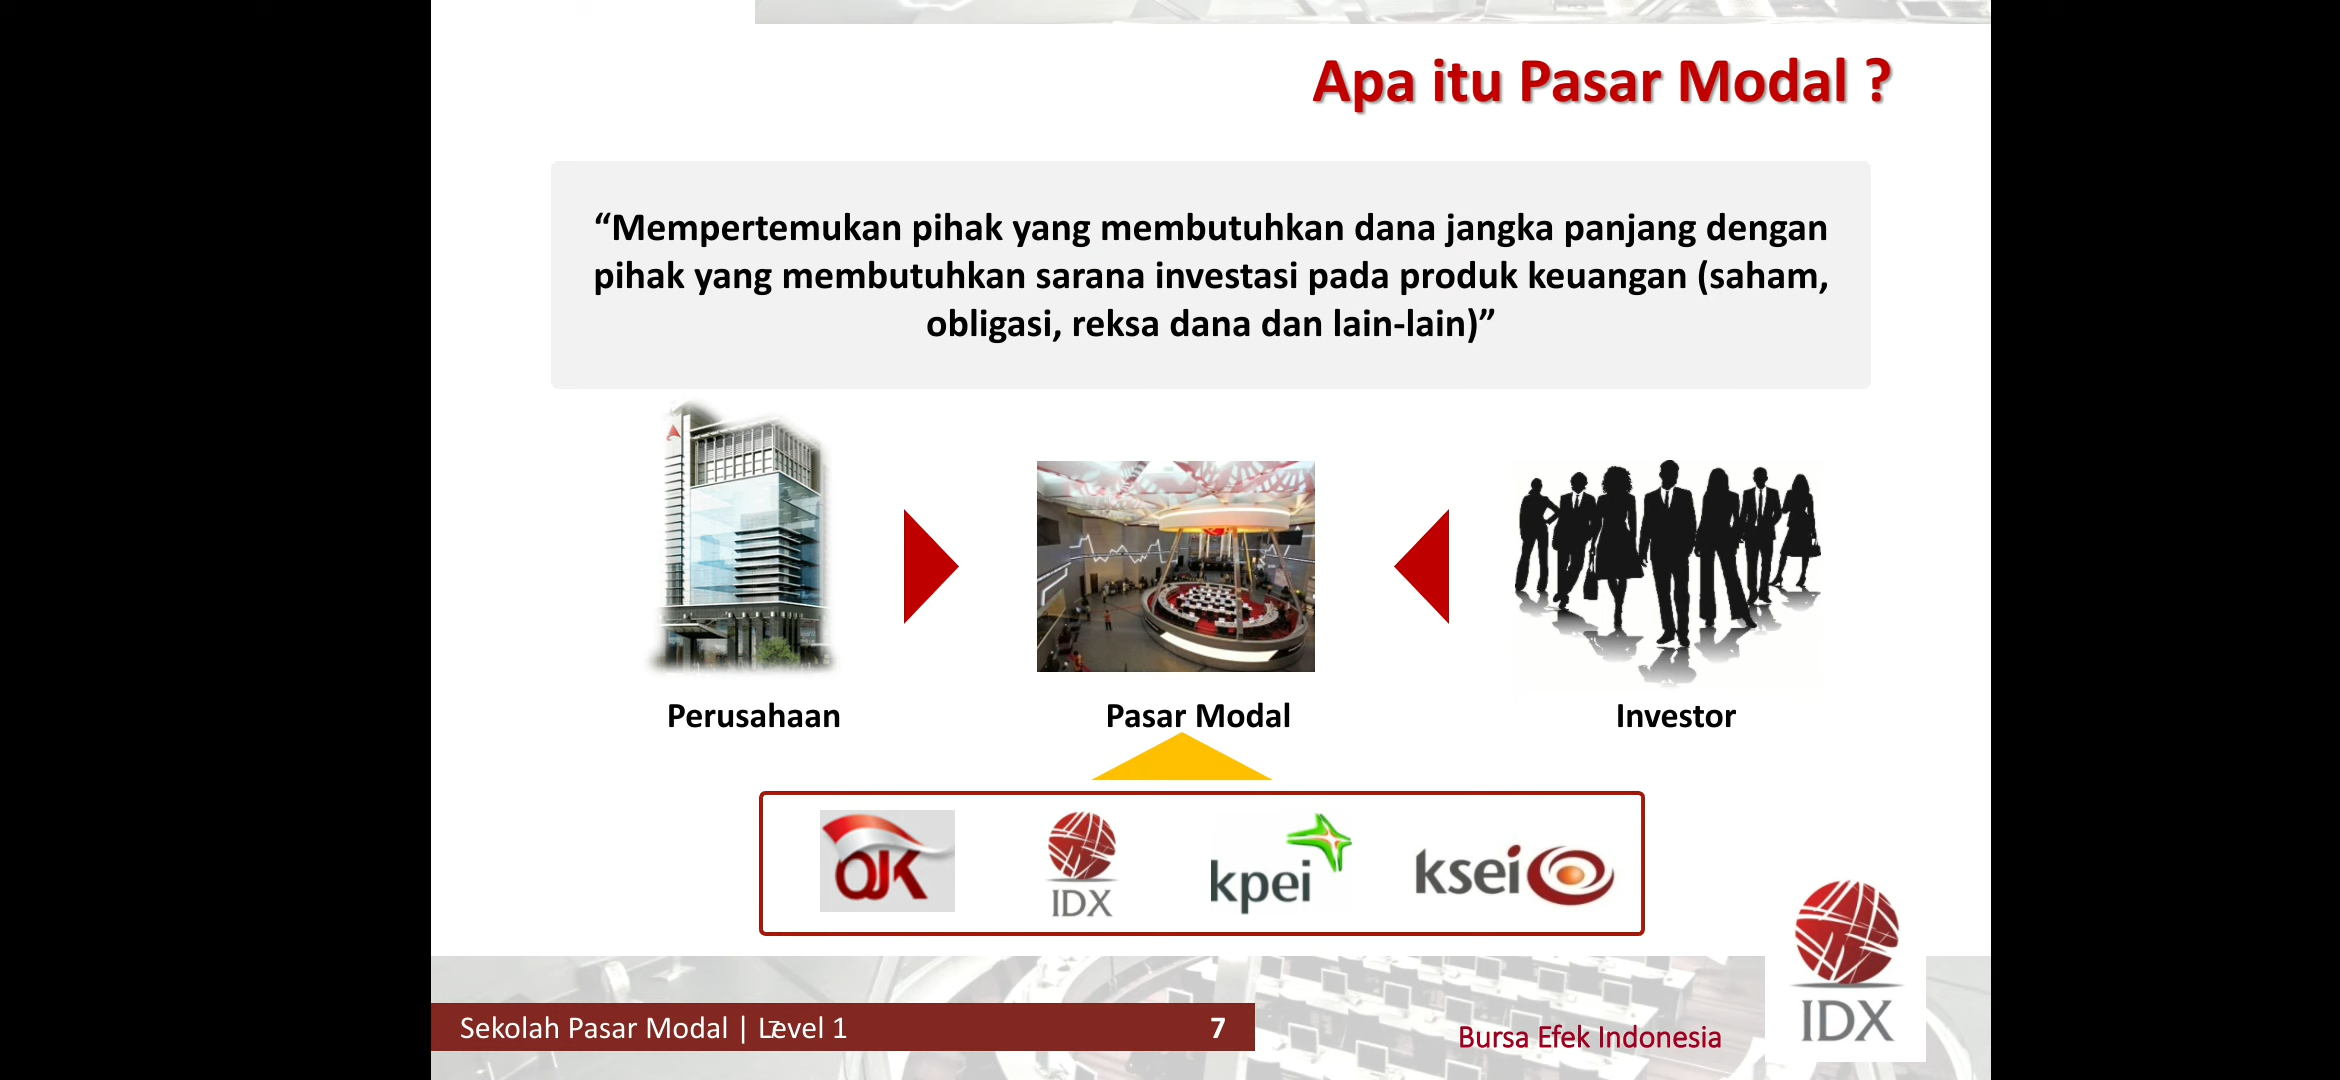 Apa itu Pasar Modal ?
“Mempertemukan pihak yang membutuhkan dana jangka panjang dengan
pihak yang membutuhkan sarana investasi pada produk keuangan (saham,
obligasi, reksa dana dan lain-lain)”
Perusahaan
Pasar Modal
Investor
OJK
IDX
kpei
ksei
Sekolah Pasar Modal | Level 1
7
7
Bursa Efek Indonesia
IDX